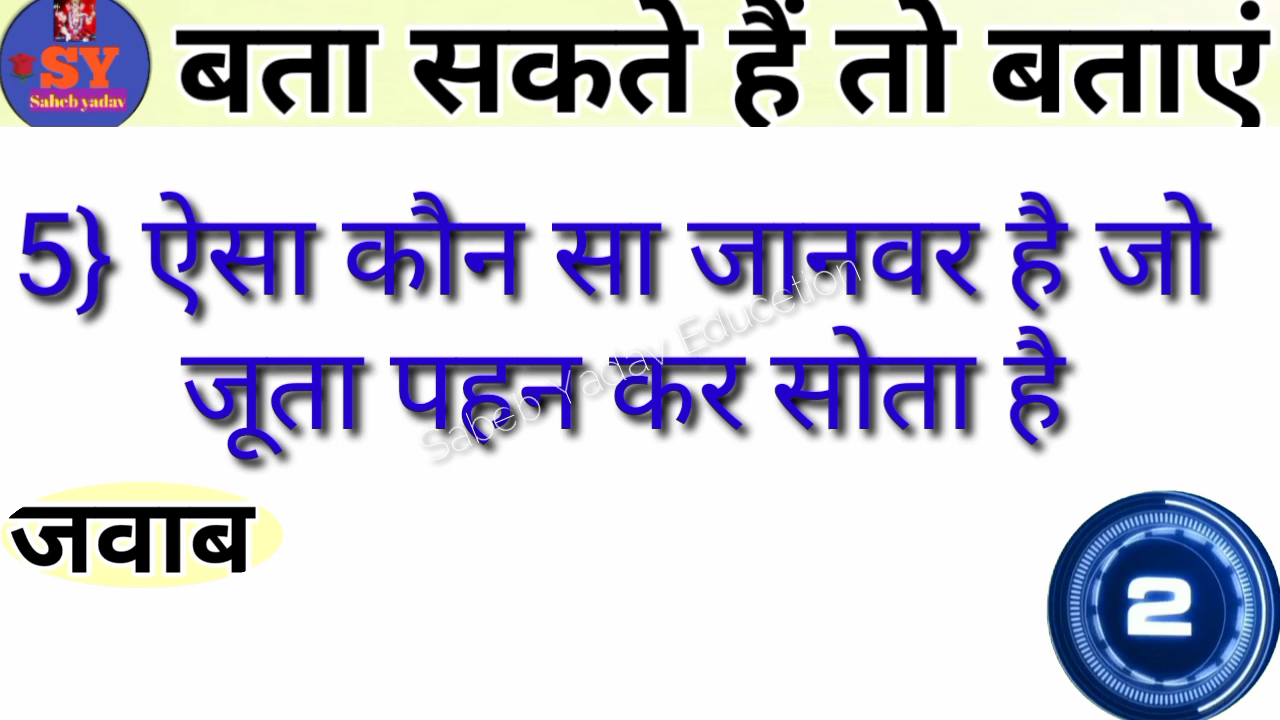 SY
Saheb yadav
बता सकते हैं तो बताएं
5} ऐसा कौन सा जानवर है जो
जूता पहन कर सोता है
Saheb Yadav Educetion
जवाब
2